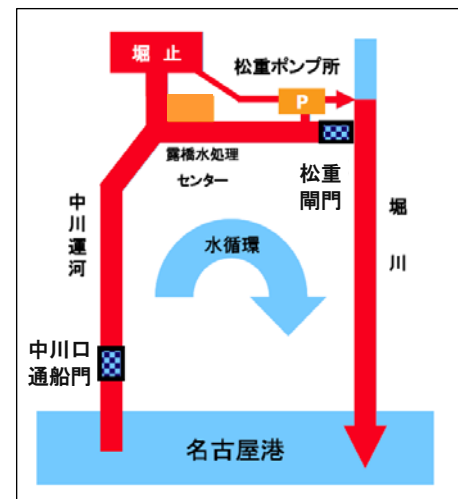 堀 止
松重ポンプ所
P
露橋水処理
センター
松重
閘門
中川運河
堀川
水循環
中川口
通船門
名古屋港